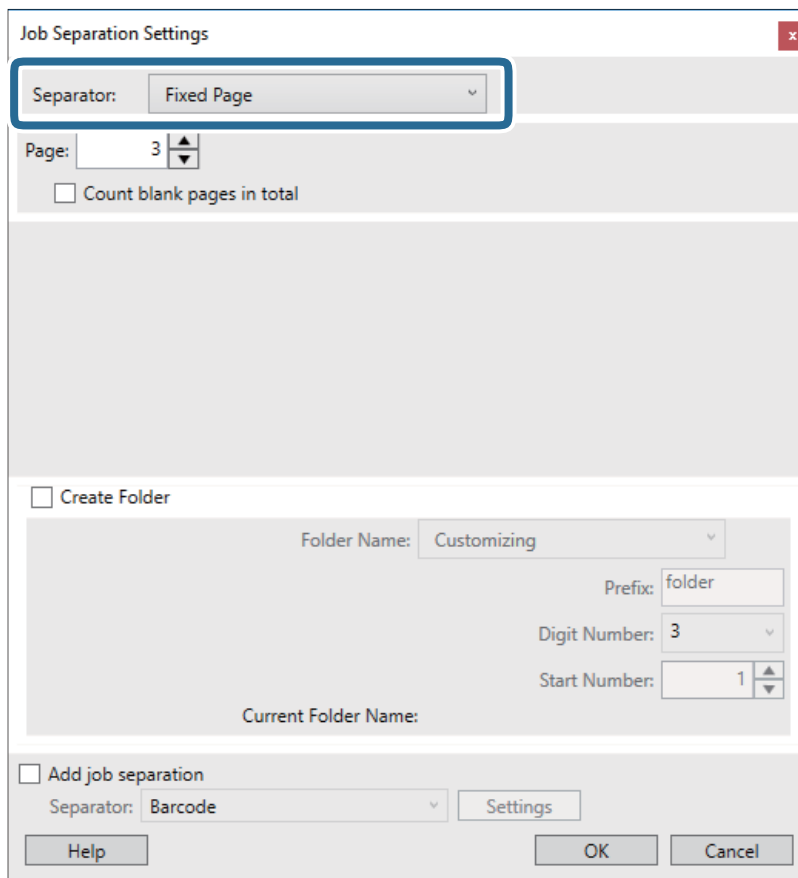 Job Separation Settings
x
Separator: Fixed Page
Page: 3
Count blank pages in total
Create Folder
Folder Name: Customizing
Prefix: folder
Digit Number: 3
Start Number: 1
Current Folder Name:
Add job separation
Separator: Barcode Settings
Help OK Cancel